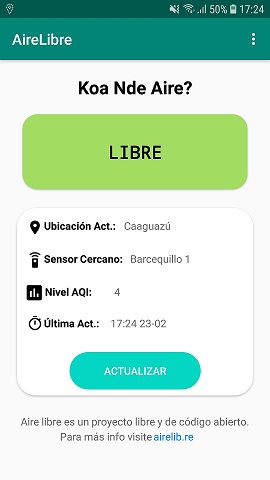 50% 17:24
AireLibre
Koa Nde Aire?
LIBRE
Ubicación Act.: Caaguazú
Sensor Cercano: Barcequillo 1
Nivel AQI: 4
Última Act.: 17:24 23-02
ACTUALIZAR
Aire libre es un proyecto libre y de código abierto.
Para más info visite airelib.re